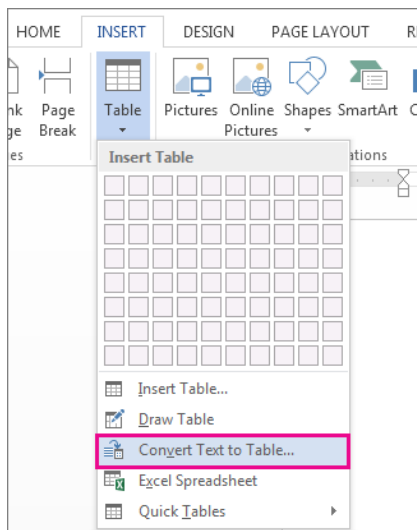 HOME INSERT DESIGN PAGE LAYOUT
Page Break
Table
Pictures
Online Pictures
Shapes
SmartArt
Insert Table
Insert Table...
Draw Table
Convert Text to Table...
Excel Spreadsheet
Quick Tables